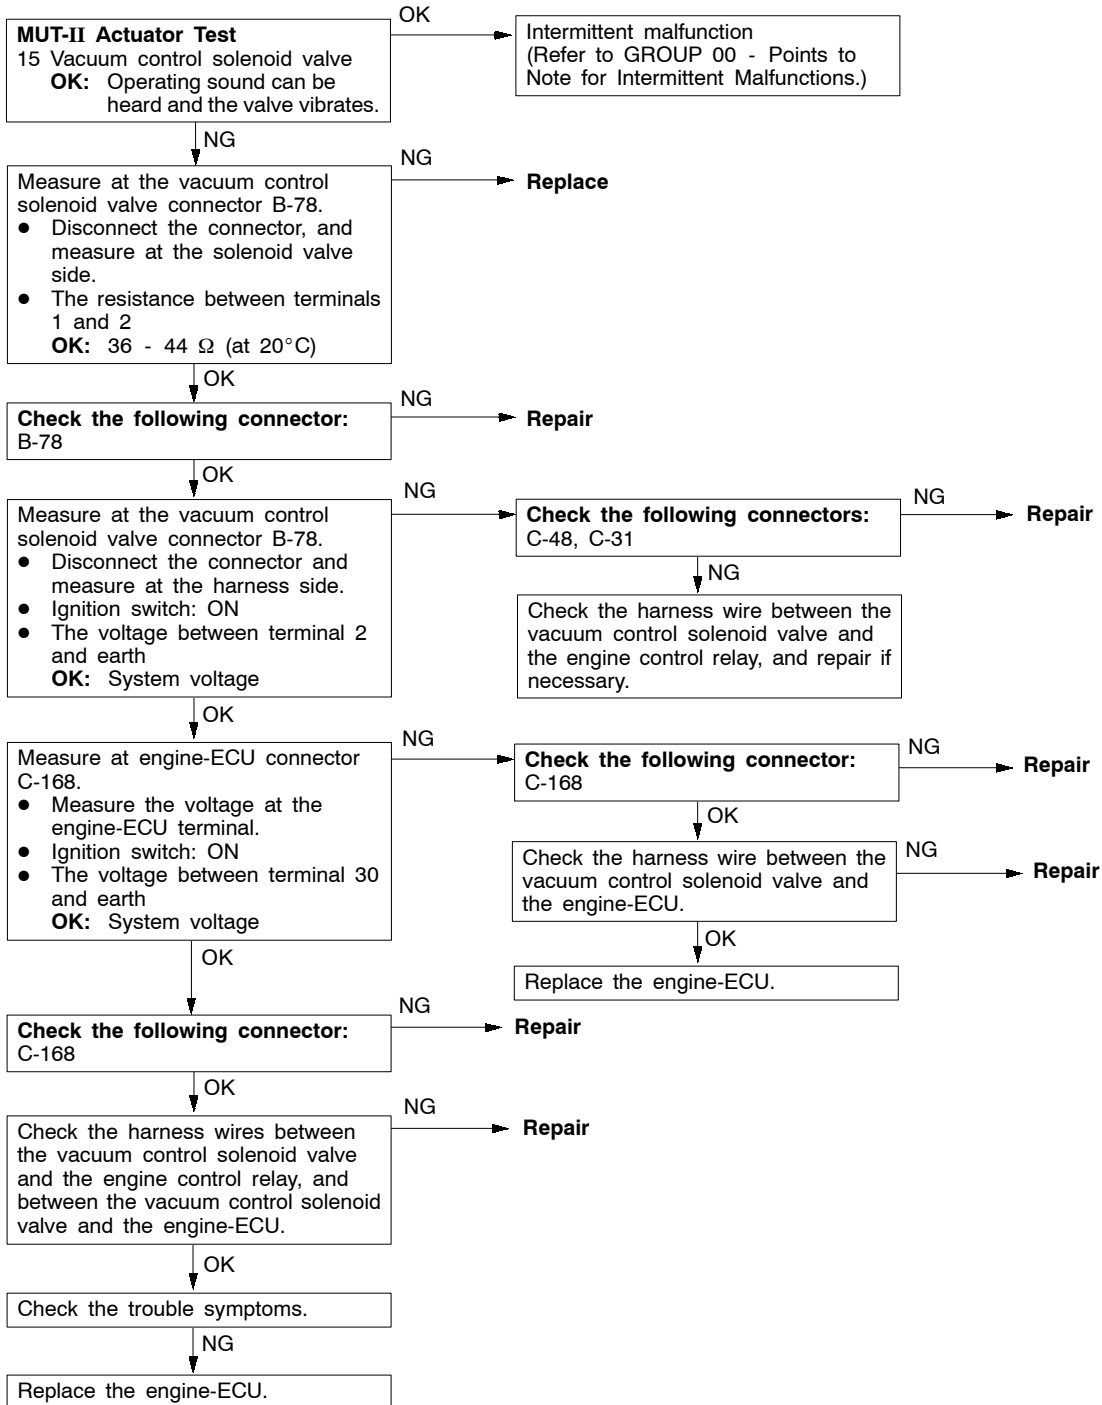 MUT-II Actuator Test
15 Vacuum control solenoid valve
OK: Operating sound can be
heard and the valve vibrates.
OK
Intermittent malfunction
(Refer to GROUP 00 - Points to
Note for Intermittent Malfunctions.)
NG
Measure at the vacuum control
solenoid valve connector B-78.
● Disconnect the connector, and
measure at the solenoid valve
side.
● The resistance between terminals
1 and 2
OK: 36 - 44 Ω (at 20°C)
NG
Replace
OK
Check the following connector:
B-78
NG
Repair
OK
Measure at the vacuum control
solenoid valve connector B-78.
● Disconnect the connector and
measure at the harness side.
● Ignition switch: ON
● The voltage between terminal 2
and earth
OK: System voltage
NG
Check the following connectors:
C-48, C-31
NG
Repair
NG
Check the harness wire between the
vacuum control solenoid valve and
the engine control relay, and repair if
necessary.
OK
Measure at engine-ECU connector
C-168.
● Measure the voltage at the
engine-ECU terminal.
● Ignition switch: ON
● The voltage between terminal 30
and earth
OK: System voltage
NG
Check the following connector:
C-168
NG
Repair
OK
Check the harness wire between the
vacuum control solenoid valve and
the engine-ECU.
NG
Repair
OK
Replace the engine-ECU.
OK
Check the following connector:
C-168
NG
Repair
OK
Check the harness wires between
the vacuum control solenoid valve
and the engine control relay, and
between the vacuum control solenoid
valve and the engine-ECU.
NG
Repair
OK
Check the trouble symptoms.
NG
Replace the engine-ECU.